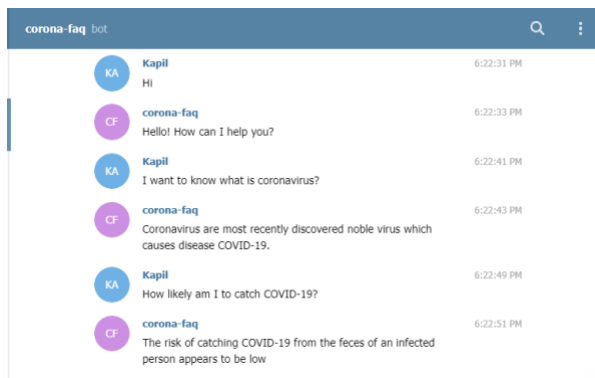 corona-faq bot
KA
Kapil
6:22:31 PM
Hi
CF
corona-faq
6:22:33 PM
Hello! How can I help you?
KA
Kapil
6:22:41 PM
I want to know what is coronavirus?
CF
corona-faq
6:22:43 PM
Coronavirus are most recently discovered noble virus which
causes disease COVID-19.
KA
Kapil
6:22:49 PM
How likely am I to catch COVID-19?
CF
corona-faq
6:22:51 PM
The risk of catching COVID-19 from the feces of an infected
person appears to be low